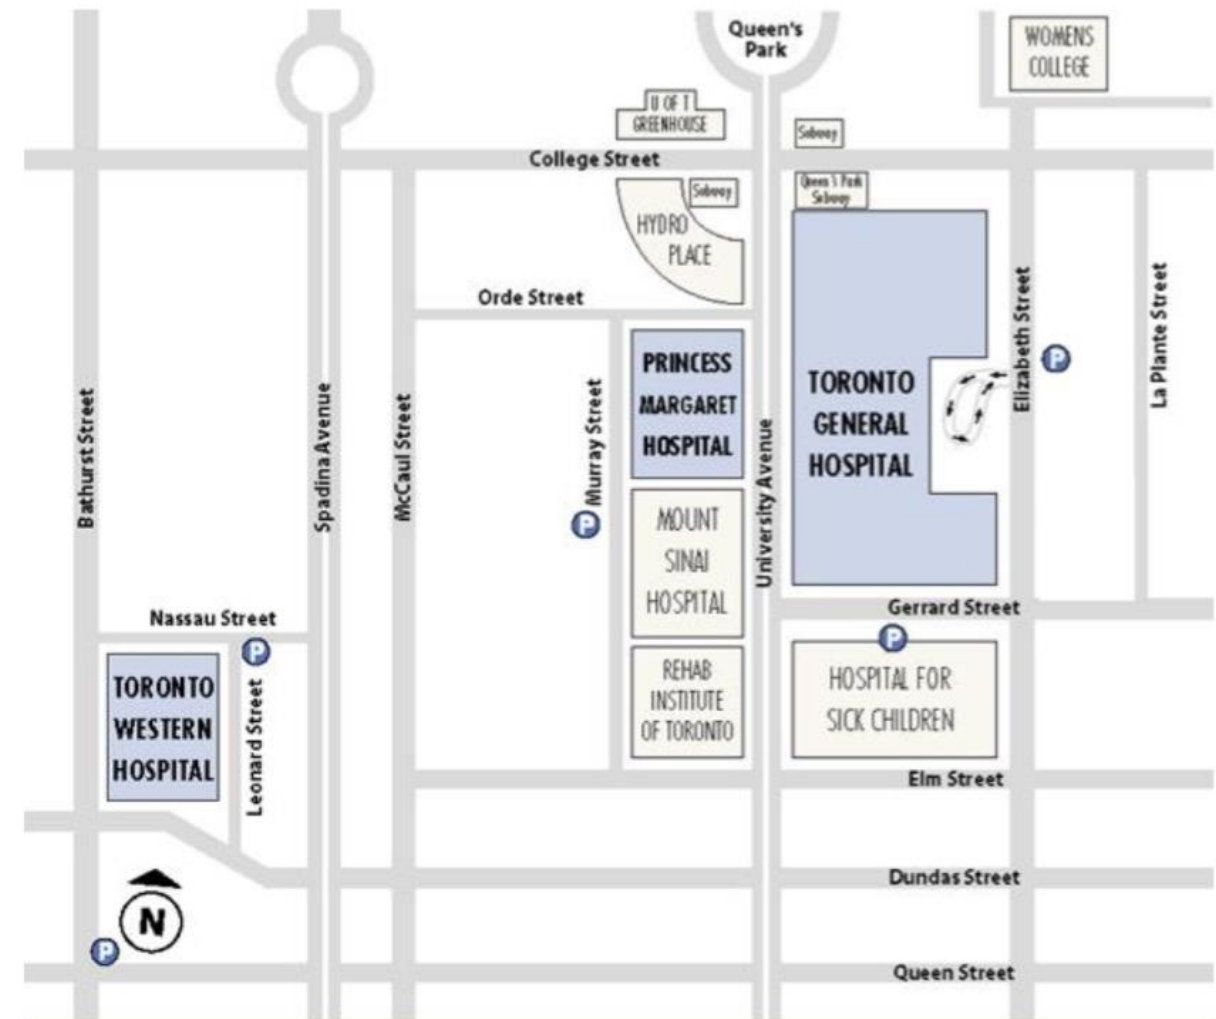 Queen's
Park
WOMENS
COLLEGE
U OF T
GREENHOUSE
Subway
College Street
Queen's Park
Subway
Subway
HYDRO
PLACE
Orde Street
PRINCESS
MARGARET
HOSPITAL
TORONTO
GENERAL
HOSPITAL
Elizabeth Street
P
La Plante Street
Bathurst Street
Spadina Avenue
McCaul Street
Murray Street
P
University Avenue
MOUNT
SINAI
HOSPITAL
Nassau Street
P
Gerrard Street
P
TORONTO
WESTERN
HOSPITAL
Leonard Street
REHAB
INSTITUTE
OF TORONTO
HOSPITAL FOR
SICK CHILDREN
Elm Street
Dundas Street
N
P
Queen Street